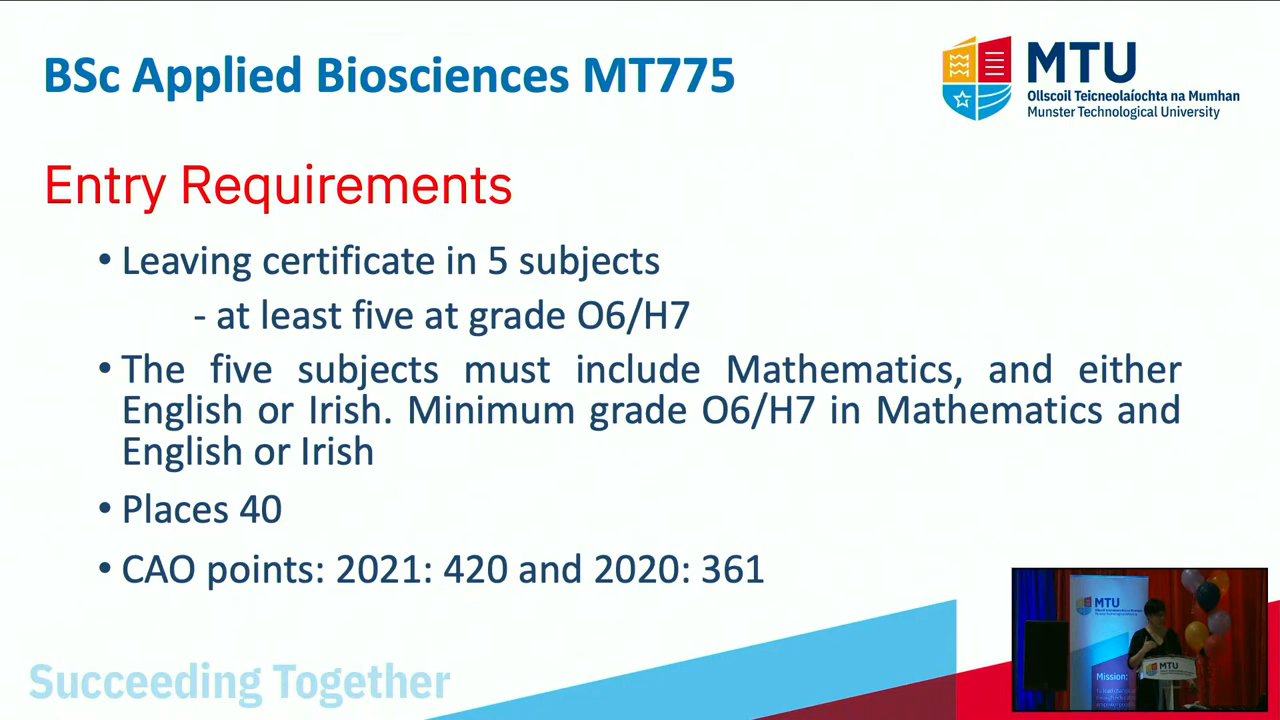 BSc Applied Biosciences MT775
MTU
Ollscoil Teicneolaíochta na Mumhan
Munster Technological University
Entry Requirements
• Leaving certificate in 5 subjects
- at least five at grade O6/H7
• The five subjects must include Mathematics, and either
English or Irish. Minimum grade O6/H7 in Mathematics and
English or Irish
• Places 40
• CAO points: 2021: 420 and 2020: 361
Succeeding Together
MTU
MTU
Mission: